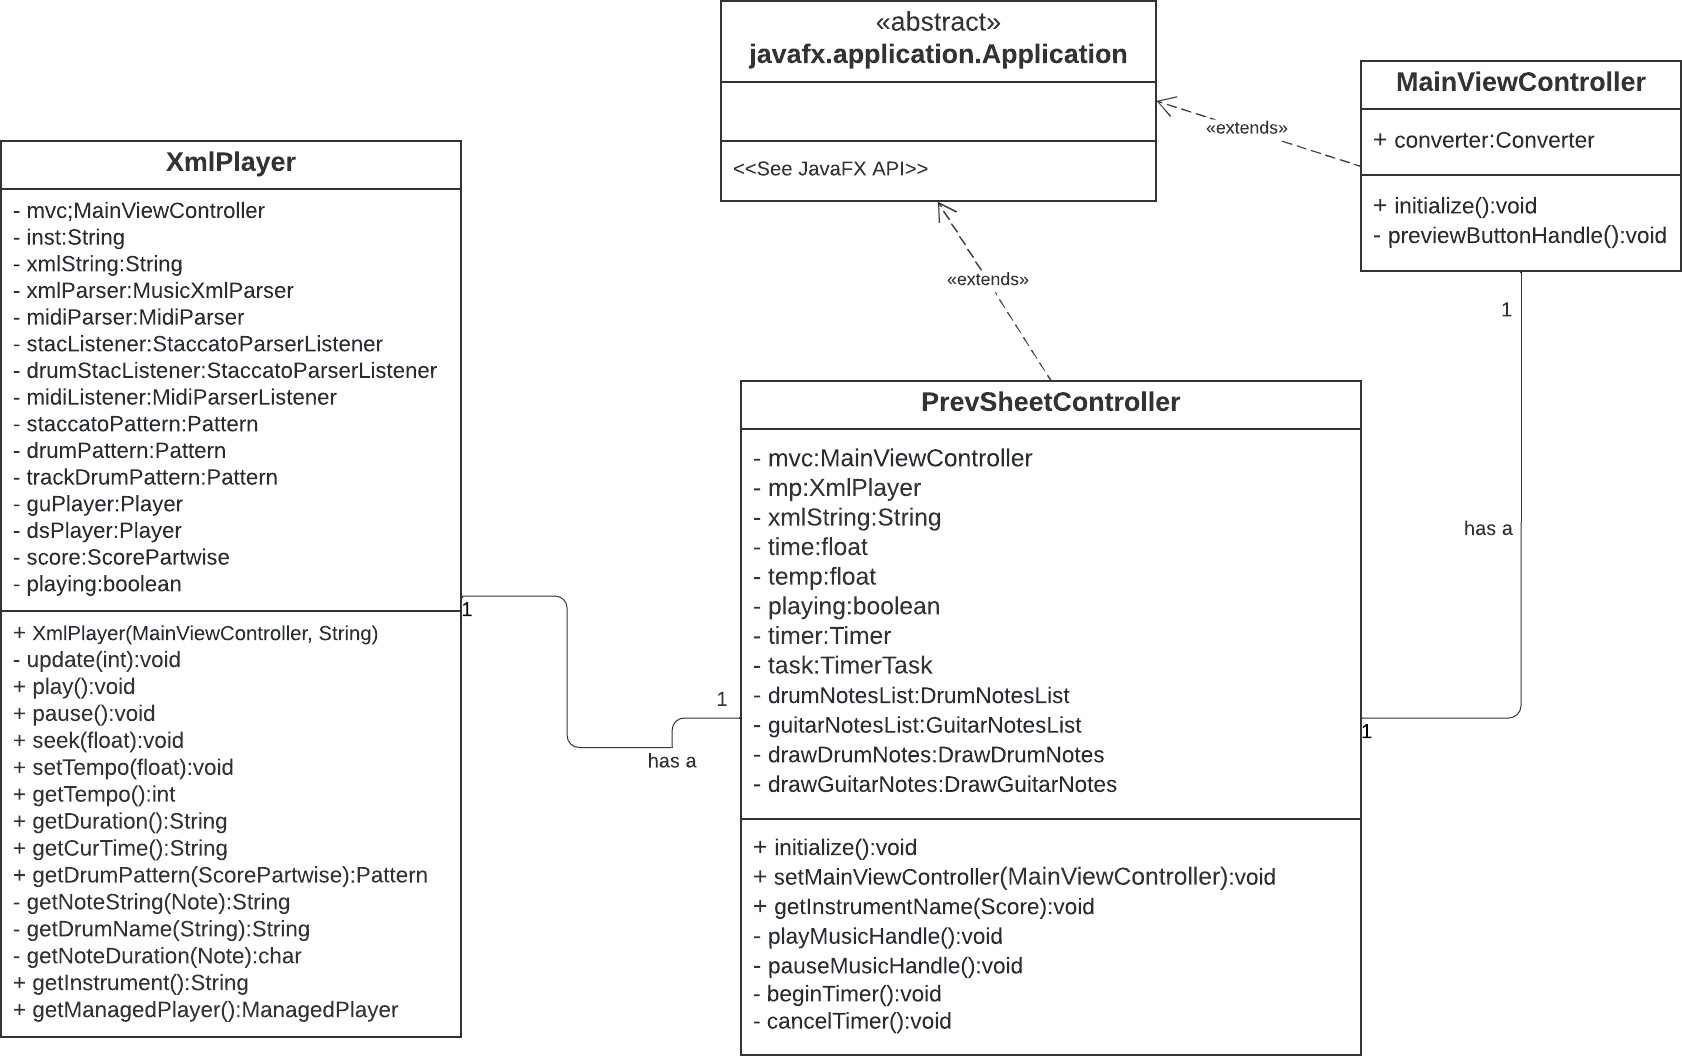 «abstract»
javafx.application.Application
<<See JavaFX API>>
MainViewController
+ converter:Converter
+ initialize():void
- previewButtonHandle():void
«extends»
«extends»
XmlPlayer
- mvc;MainViewController
- inst:String
- xmlString:String
- xmlParser:MusicXmlParser
- midiParser:MidiParser
- stacListener:StaccatoParserListener
- drumStacListener:StaccatoParserListener
- midiListener:MidiParserListener
- staccatoPattern:Pattern
- drumPattern:Pattern
- trackDrumPattern:Pattern
- guPlayer:Player
- dsPlayer:Player
- score:ScorePartwise
- playing:boolean
+ XmlPlayer(MainViewController, String)
- update(int):void
+ play():void
+ pause():void
+ seek(float):void
+ setTempo(float):void
+ getTempo():int
+ getDuration():String
+ getCurTime():String
+ getDrumPattern(ScorePartwise):Pattern
- getNoteString(Note):String
- getDrumName(String):String
- getNoteDuration(Note):char
+ getInstrument():String
+ getManagedPlayer():ManagedPlayer
1
1
has a
PrevSheetController
- mvc:MainViewController
- mp:XmlPlayer
- xmlString:String
- time:float
- temp:float
- playing:boolean
- timer:Timer
- task:TimerTask
- drumNotesList:DrumNotesList
- guitarNotesList:GuitarNotesList
- drawDrumNotes:DrawDrumNotes
- drawGuitarNotes:DrawGuitarNotes
+ initialize():void
+ setMainViewController(MainViewController):void
+ getInstrumentName(Score):void
- playMusicHandle():void
- pauseMusicHandle():void
- beginTimer():void
- cancelTimer():void
1
has a
1